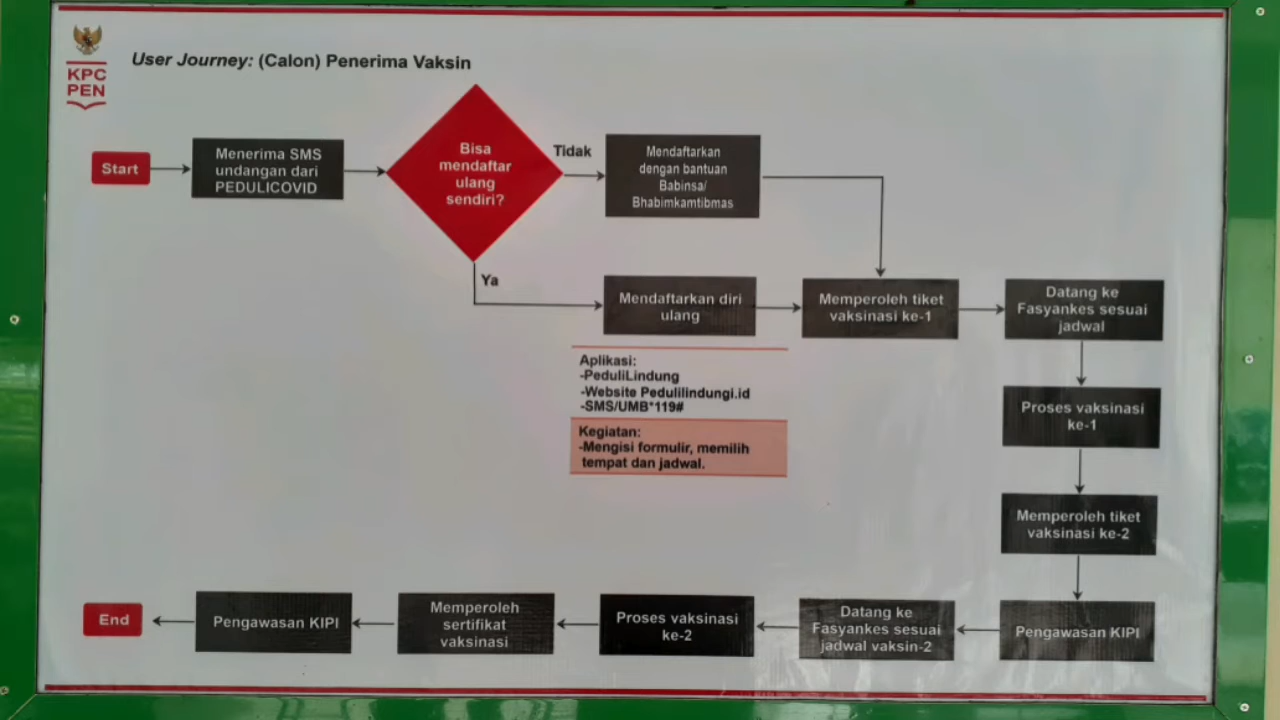 KPC
PEN
User Journey: (Calon) Penerima Vaksin
Start
Menerima SMS
undangan dari
PEDULICOVID
Bisa
mendaftar
ulang
sendiri?
Tidak
Mendaftarkan
dengan bantuan
Babinsa/
Bhabimkamtibmas
Ya
Mendaftarkan diri
ulang
Memperoleh tiket
vaksinasi ke-1
Datang ke
Fasyankes sesuai
jadwal
Aplikasi:
-PeduliLindung
-Website Pedulilindungi.id
-SMS/UMB*119#
Kegiatan:
-Mengisi formulir, memilih
tempat dan jadwal.
Proses vaksinasi
ke-1
Memperoleh tiket
vaksinasi ke-2
Pengawasan KIPI
Datang ke
Fasyankes sesuai
jadwal vaksin-2
Proses vaksinasi
ke-2
Memperoleh
sertifikat
vaksinasi
Pengawasan KIPI
End